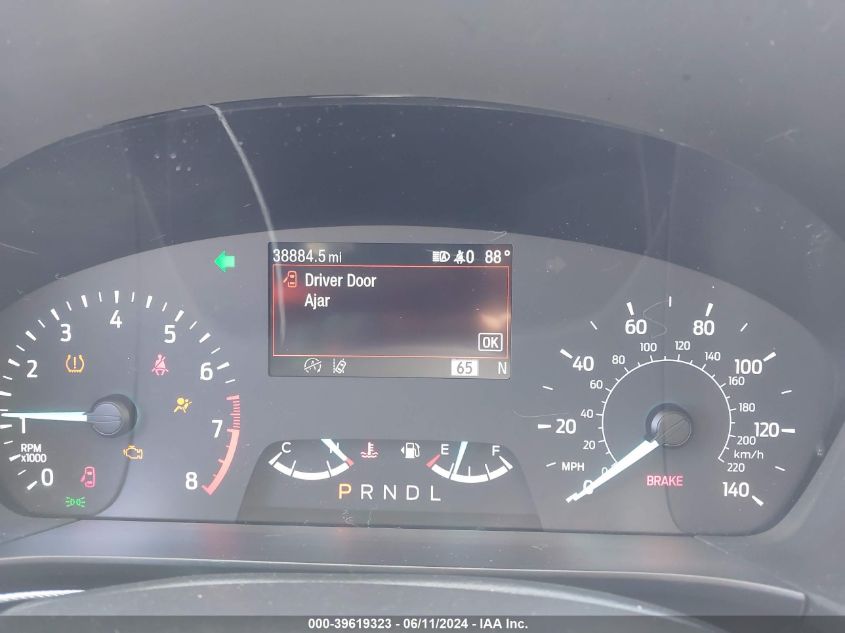 38884.5 mi 0 88°
Driver Door
Ajar
OK
65 N
0 1 2 3 4 5 6 7 8
RPM
x1000
C H E F
P R N D L
0 20 40 60 80 100 120 140
0 20 40 60 80 100 120 140 160 180 200 220
MPH
km/h
BRAKE
000-39619323 - 06/11/2024 - IAA Inc.